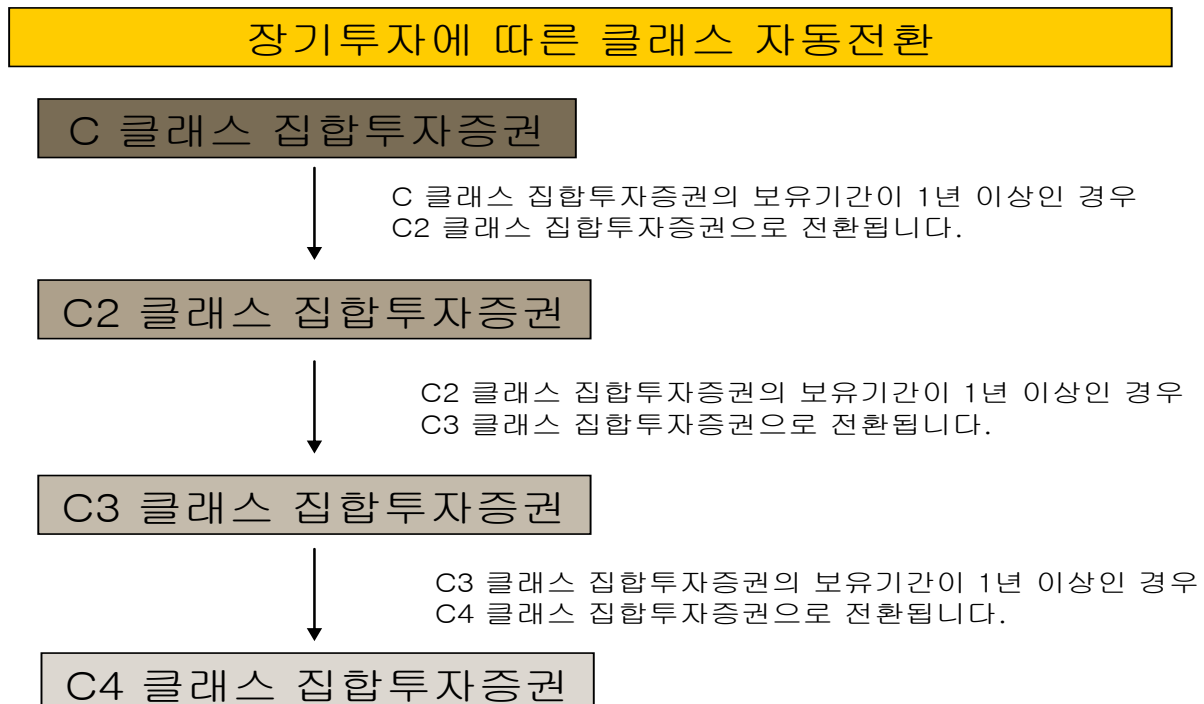 장기투자에 따른 클래스 자동전환
C 클래스 집합투자증권
C 클래스 집합투자증권의 보유기간이 1년 이상인 경우
C2 클래스 집합투자증권으로 전환됩니다.
C2 클래스 집합투자증권
C2 클래스 집합투자증권의 보유기간이 1년 이상인 경우
C3 클래스 집합투자증권으로 전환됩니다.
C3 클래스 집합투자증권
C3 클래스 집합투자증권의 보유기간이 1년 이상인 경우
C4 클래스 집합투자증권으로 전환됩니다.
C4 클래스 집합투자증권